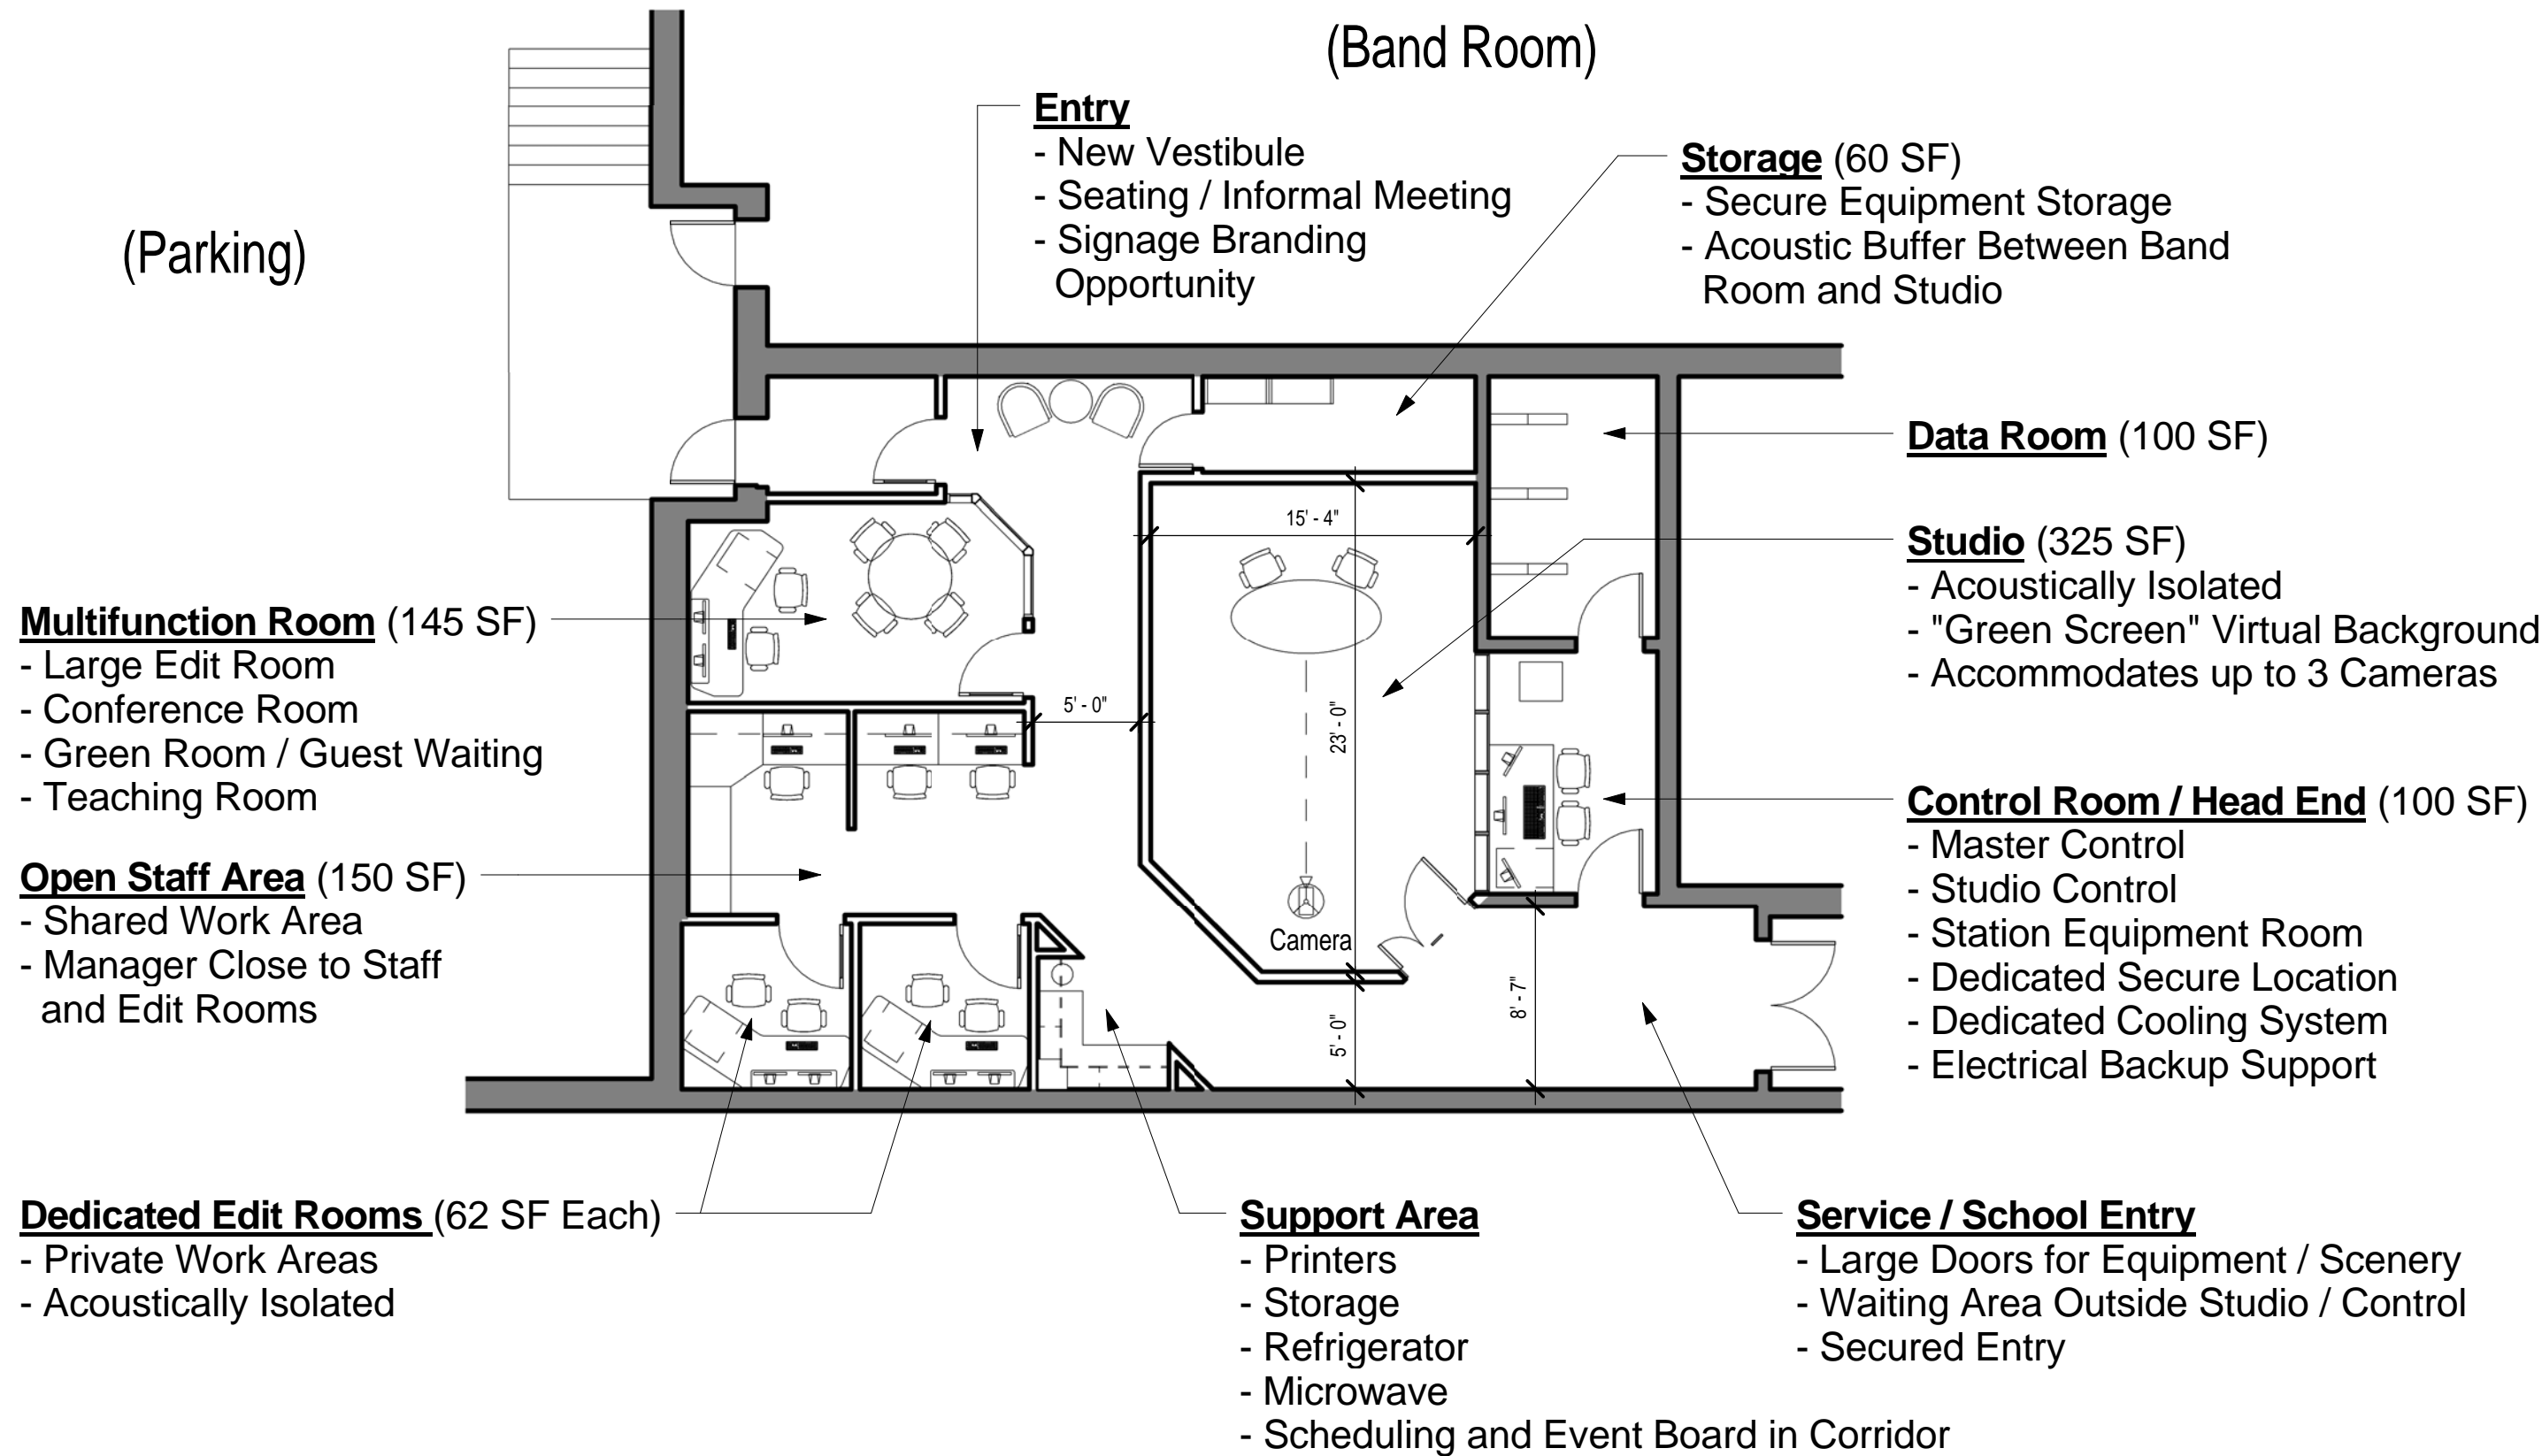 (Band Room)
(Parking)
Entry
- New Vestibule
- Seating / Informal Meeting
- Signage Branding
Opportunity
Storage (60 SF)
- Secure Equipment Storage
- Acoustic Buffer Between Band
Room and Studio
Data Room (100 SF)
Studio (325 SF)
- Acoustically Isolated
- "Green Screen" Virtual Background
- Accommodates up to 3 Cameras
Multifunction Room (145 SF)
- Large Edit Room
- Conference Room
- Green Room / Guest Waiting
- Teaching Room
15' - 4"
5' - 0"
23' - 0"
Camera
5' - 0"
8' - 7"
Control Room / Head End (100 SF)
- Master Control
- Studio Control
- Station Equipment Room
- Dedicated Secure Location
- Dedicated Cooling System
- Electrical Backup Support
Open Staff Area (150 SF)
- Shared Work Area
- Manager Close to Staff
and Edit Rooms
Dedicated Edit Rooms (62 SF Each)
- Private Work Areas
- Acoustically Isolated
Support Area
- Printers
- Storage
- Refrigerator
- Microwave
- Scheduling and Event Board in Corridor
Service / School Entry
- Large Doors for Equipment / Scenery
- Waiting Area Outside Studio / Control
- Secured Entry